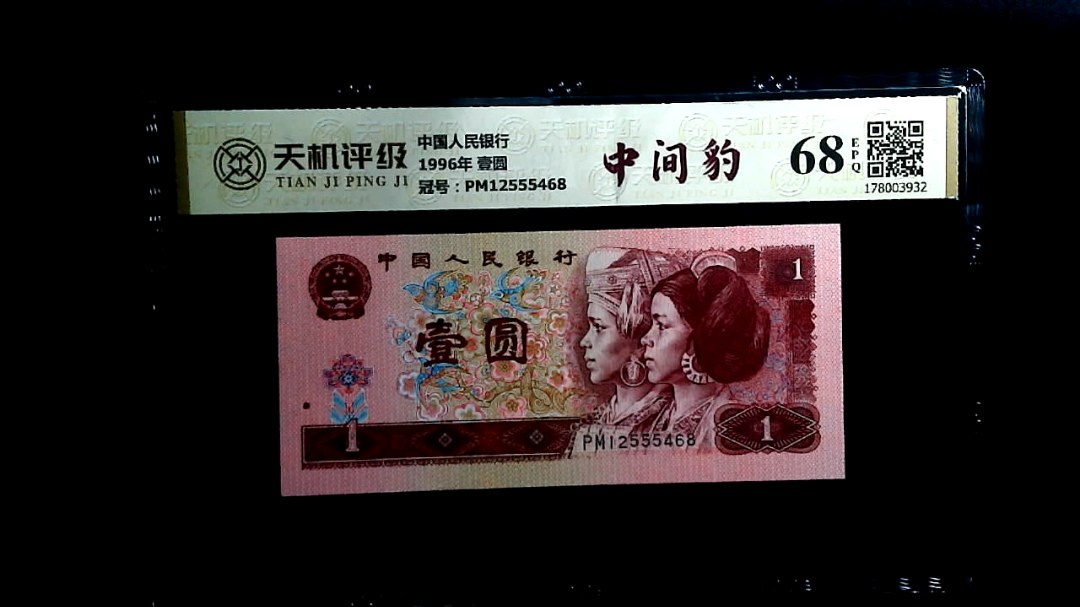 天机评级
TIAN JI PING JI
中国人民银行
1996年 壹圆
冠号：PM12555468
中间豹
68
EPQ
178003932
中国人民银行
1
壹圆
1
PM12555468
1